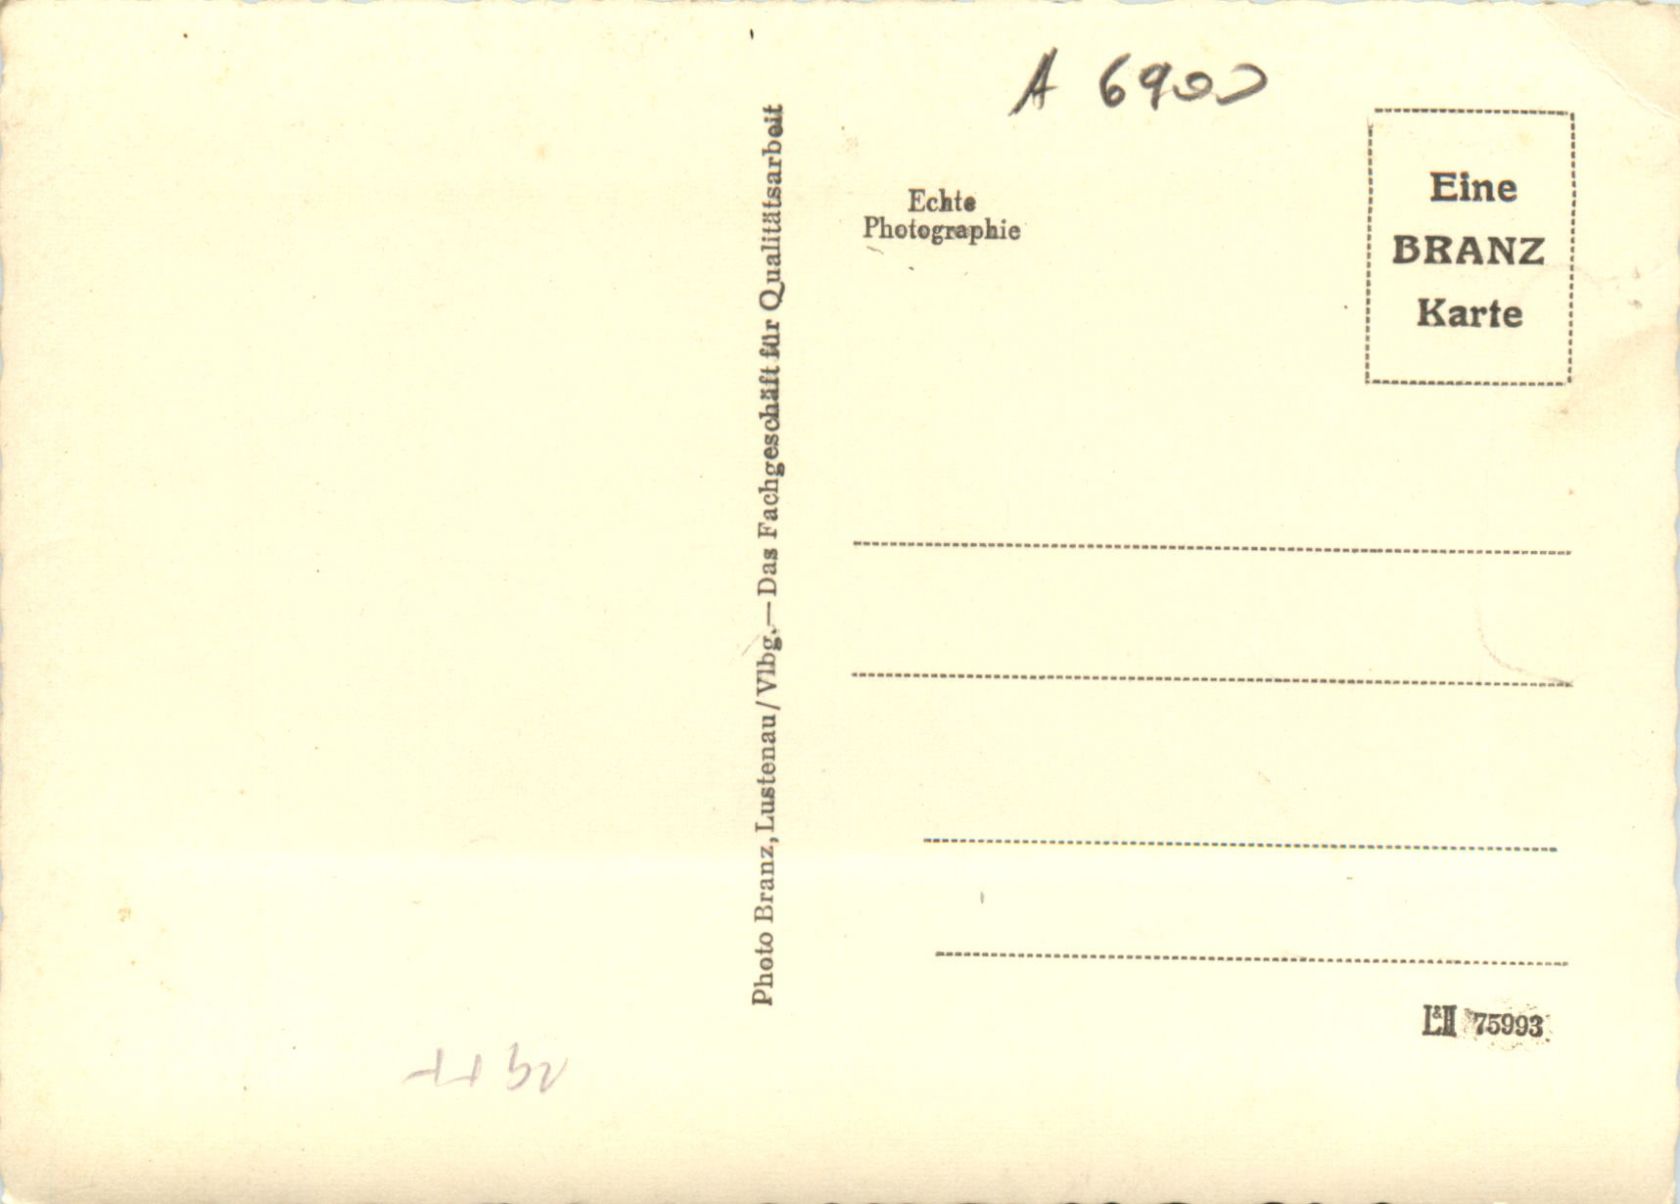 A 6900
Echte
Photographie
Eine
BRANZ
Karte
Photo Branz, Lustenau/Vlbg.—Das Fachgeschäft für Qualitätsarbeit
L&H 75993